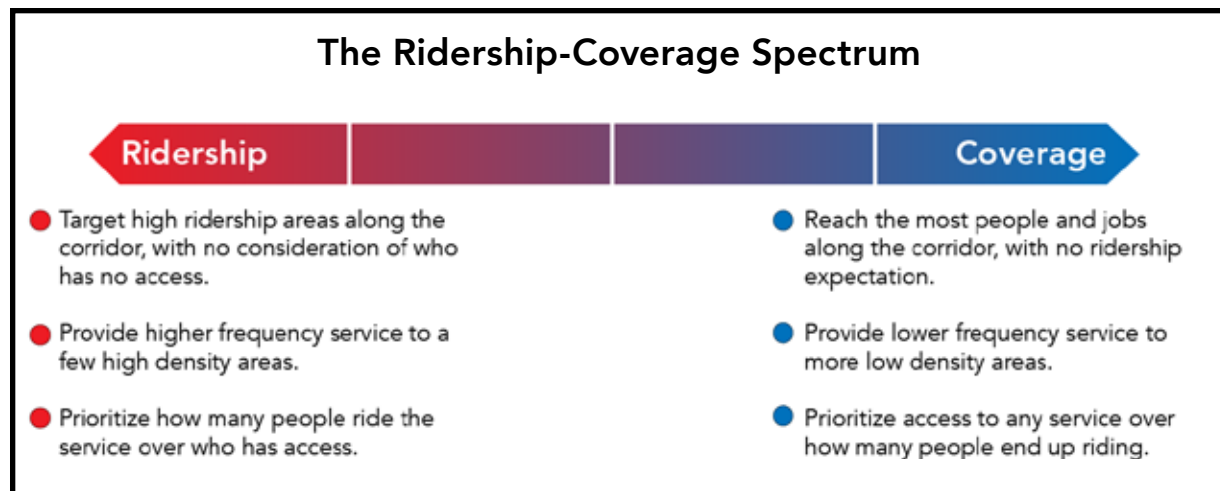 The Ridership-Coverage Spectrum
Ridership
Coverage
Target high ridership areas along the
corridor, with no consideration of who
has no access.
Provide higher frequency service to a
few high density areas.
Prioritize how many people ride the
service over who has access.
Reach the most people and jobs
along the corridor, with no ridership
expectation.
Provide lower frequency service to
more low density areas.
Prioritize access to any service over
how many people end up riding.